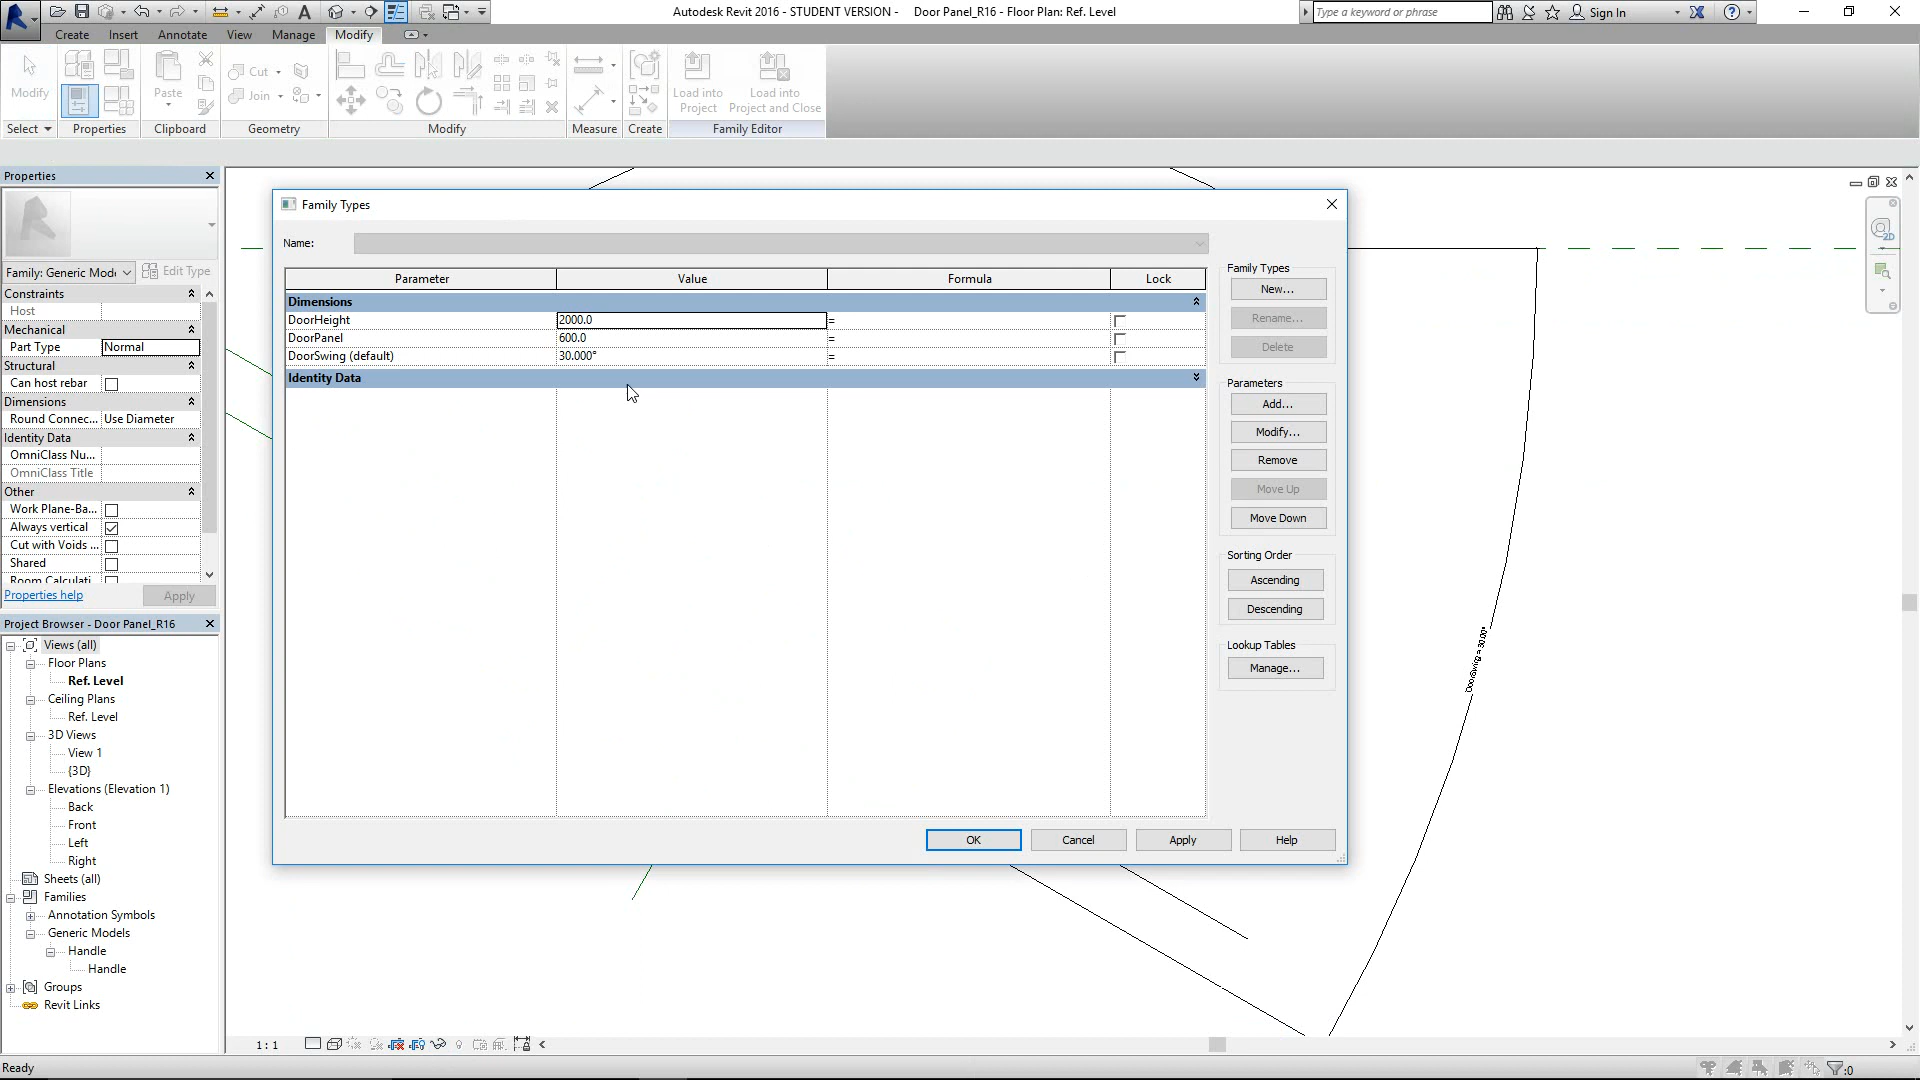 Autodesk Revit 2016 - STUDENT VERSION -    Door Panel_R16 - Floor Plan: Ref. Level
Type a keyword or phrase
Sign In
Create Insert Annotate View Manage Modify
Modify
Paste
Cut
Join
Load into Project
Load into Project and Close
Select Properties Clipboard Geometry Modify Measure Create Family Editor
Properties
Family: Generic Mode
Edit Type
Constraints
Host
Mechanical
Part Type Normal
Structural
Can host rebar
Dimensions
Round Connec... Use Diameter
Identity Data
OmniClass Nu...
OmniClass Title
Other
Work Plane-Ba...
Always vertical
Cut with Voids ...
Shared
Room Calculati
Properties help
Apply
Project Browser - Door Panel_R16
Views (all)
Floor Plans
Ref. Level
Ceiling Plans
Ref. Level
3D Views
View 1
{3D}
Elevations (Elevation 1)
Back
Front
Left
Right
Sheets (all)
Families
Annotation Symbols
Generic Models
Handle
Handle
Groups
Revit Links
Family Types
Name:
Parameter Value Formula Lock
Dimensions
DoorHeight 2000.0 =
DoorPanel 600.0 =
DoorSwing (default) 30.000° =
Identity Data
Family Types
New...
Rename...
Delete
Parameters
Add...
Modify...
Remove
Move Up
Move Down
Sorting Order
Ascending
Descending
Lookup Tables
Manage...
OK
Cancel
Apply
Help
DoorSwing = 30.00°
2D
1 : 1
Ready
:0